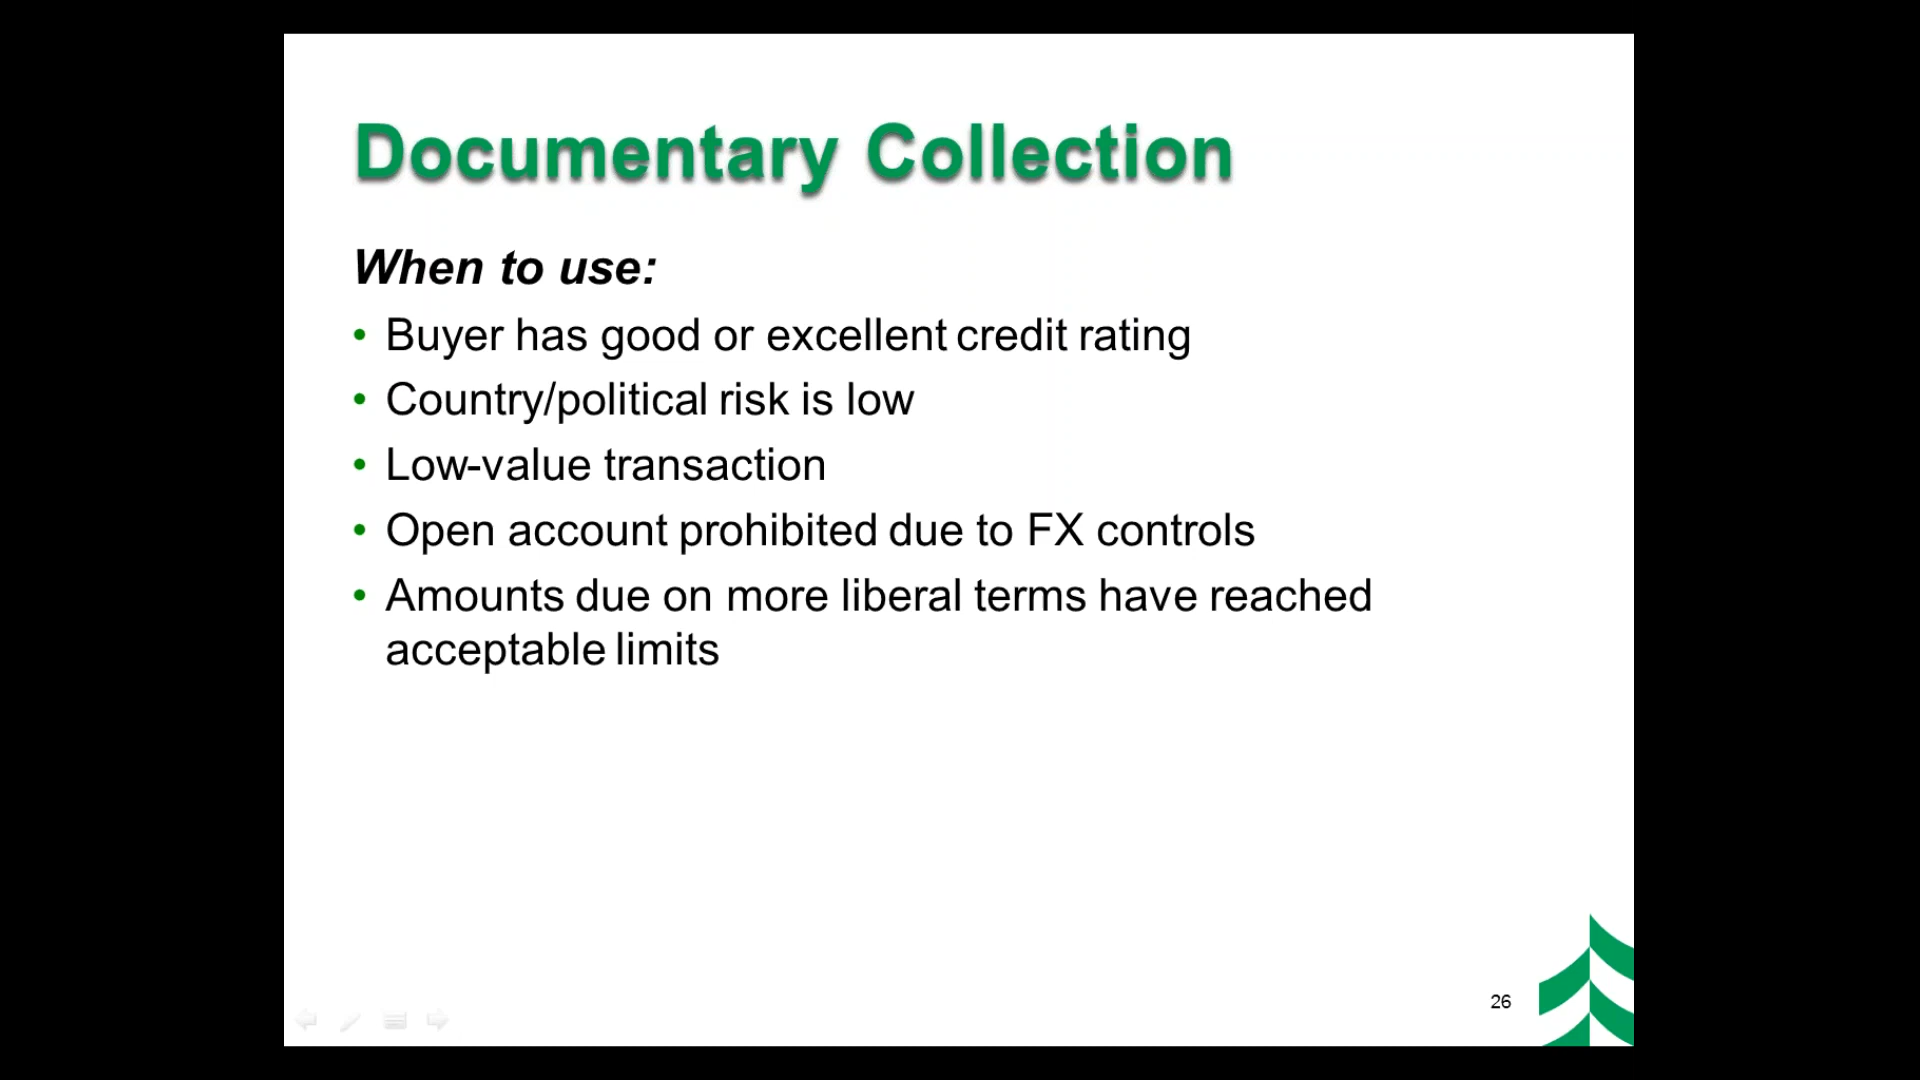 Documentary Collection
When to use:
• Buyer has good or excellent credit rating
• Country/political risk is low
• Low-value transaction
• Open account prohibited due to FX controls
• Amounts due on more liberal terms have reached
acceptable limits
26